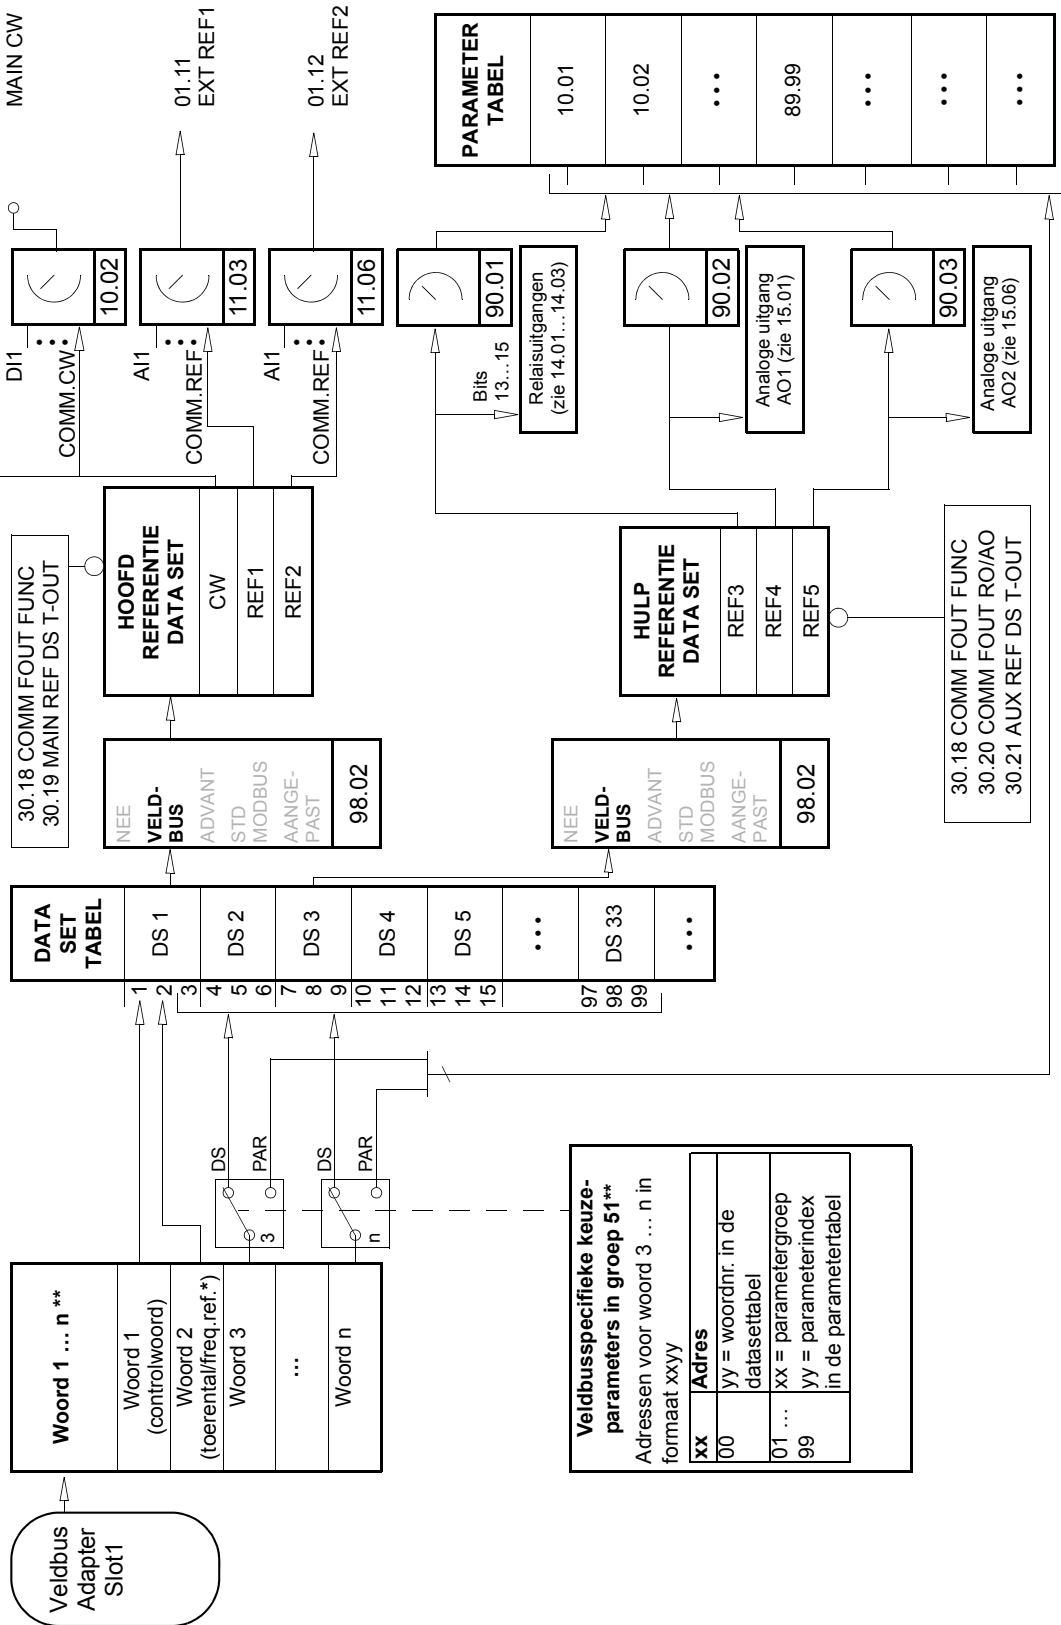 Veldbus
Adapter
Slot1
Woord 1 … n **
Woord 1
(controlwoord)
Woord 2
(toerental/freq.ref.*)
Woord 3
...
Woord n
3
DS
PAR
n
DS
PAR
Veldbusspecifieke keuze-
parameters in groep 51**
Adressen voor woord 3 … n in
formaat xxyy
xx Adres
00 yy = woordnr. in de
datasettabel
01 … xx = parametergroep
99 yy = parameterindex
in de parametertabel
DATA
SET
TABEL
1
2
3
DS 1
4
5
6
DS 2
7
8
9
DS 3
10
11
12
DS 4
13
14
15
DS 5
• • •
97
98
99
DS 33
• • •
NEE
VELD-
BUS
ADVANT
STD
MODBUS
AANGE-
PAST
98.02
NEE
VELD-
BUS
ADVANT
STD
MODBUS
AANGE-
PAST
98.02
30.18 COMM FOUT FUNC
30.19 MAIN REF DS T-OUT
HOOFD
REFERENTIE
DATA SET
CW
REF1
REF2
HULP
REFERENTIE
DATA SET
REF3
REF4
REF5
30.18 COMM FOUT FUNC
30.20 COMM FOUT RO/AO
30.21 AUX REF DS T-OUT
DI1
• • •
COMM.CW
10.02
MAIN CW
AI1
• • •
COMM.REF
11.03
01.11
EXT REF1
AI1
• • •
COMM.REF
11.06
01.12
EXT REF2
90.01
Bits
13…15
Relaisuitgangen
(zie 14.01…14.03)
90.02
Analoge uitgang
AO1 (zie 15.01)
90.03
Analoge uitgang
AO2 (zie 15.06)
PARAMETER
TABEL
10.01
10.02
• • •
89.99
• • •
• • •
• • •